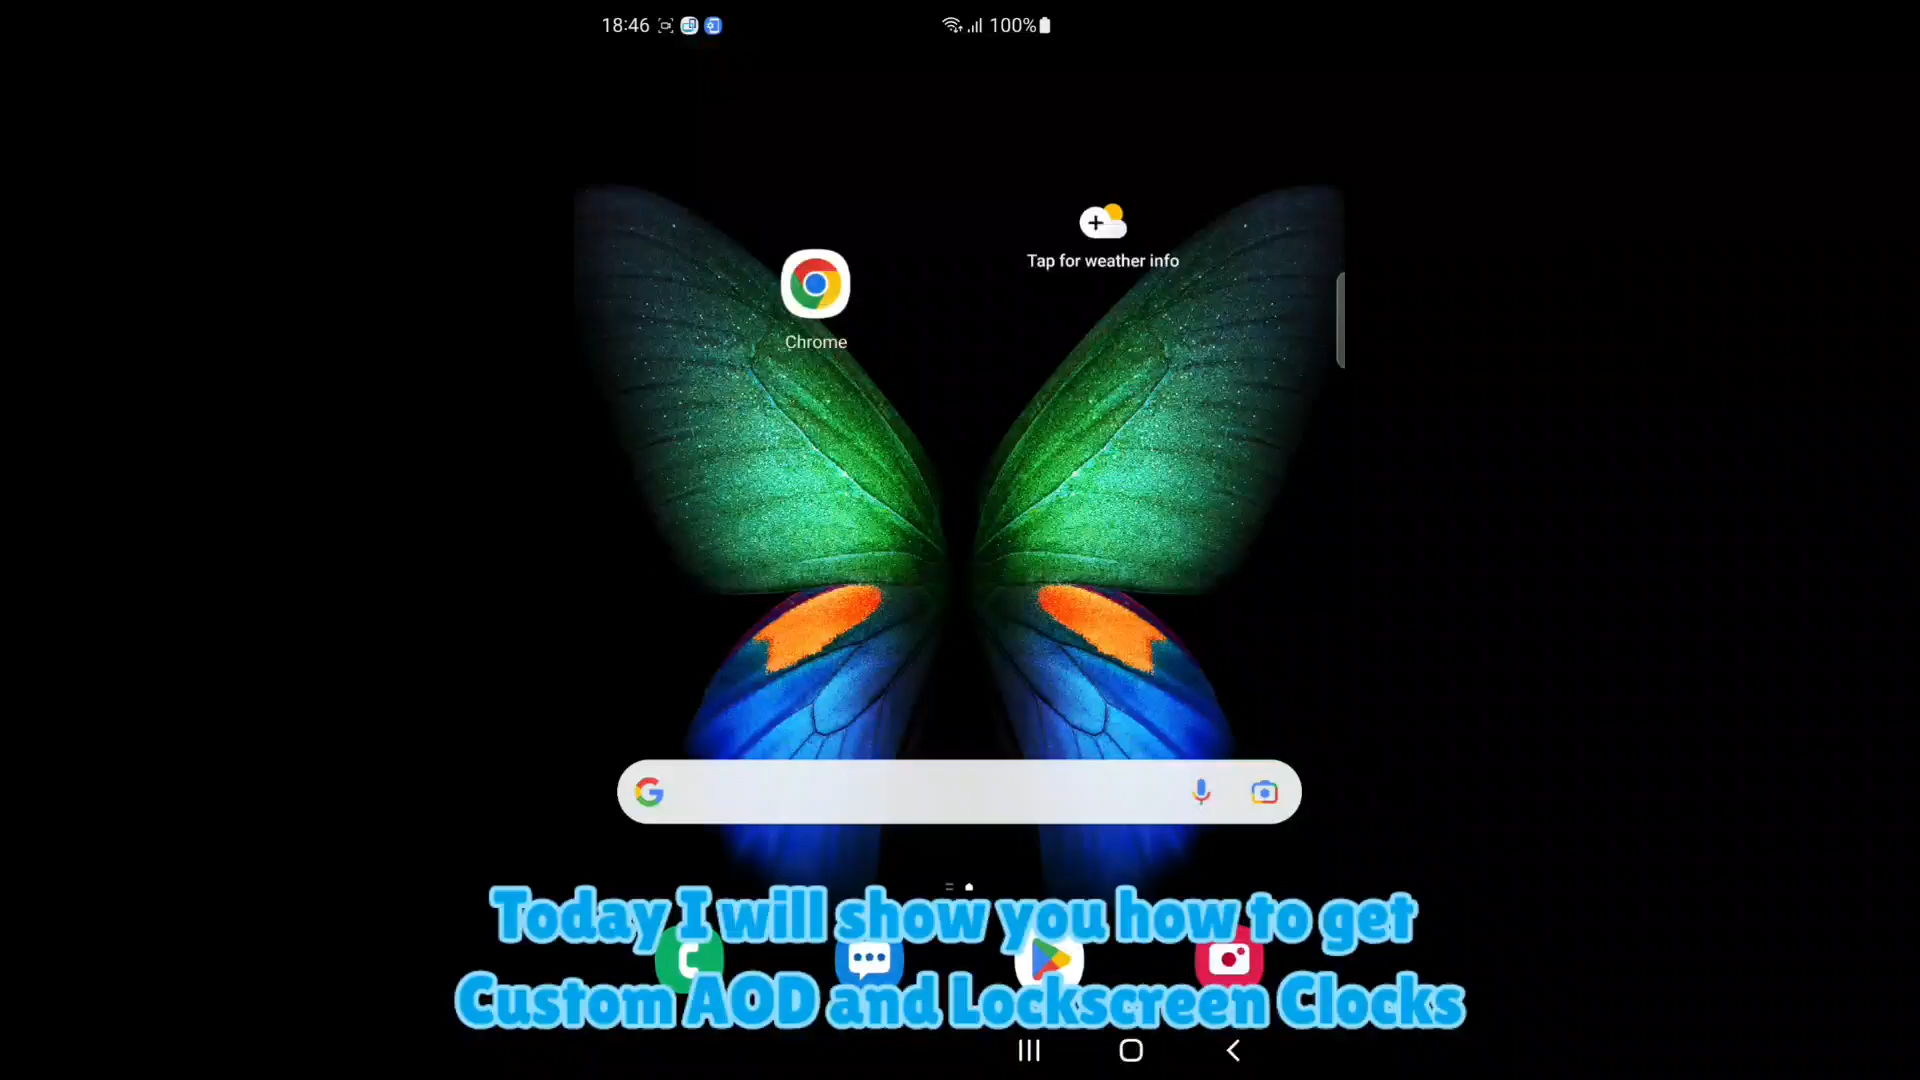 18:46
100%
Tap for weather info
Chrome
G
Today I will show you how to get
Custom AOD and Lockscreen Clocks